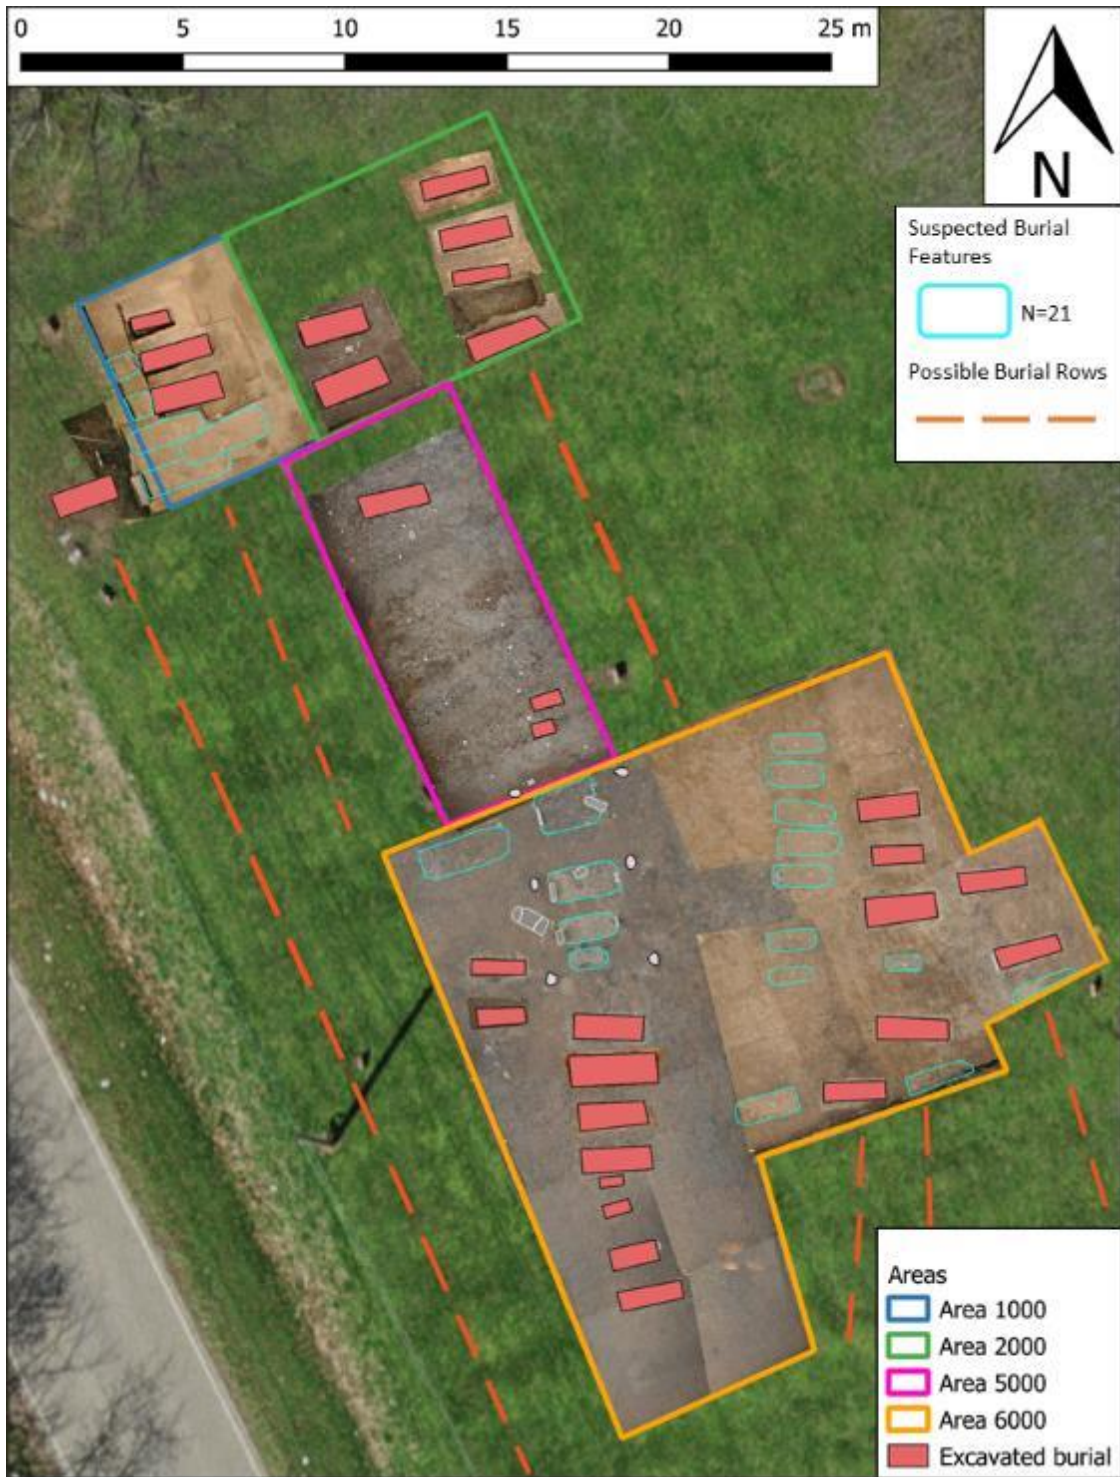 0 5 10 15 20 25 m
N
Suspected Burial
Features
N=21
Possible Burial Rows
Areas
Area 1000
Area 2000
Area 5000
Area 6000
Excavated burial